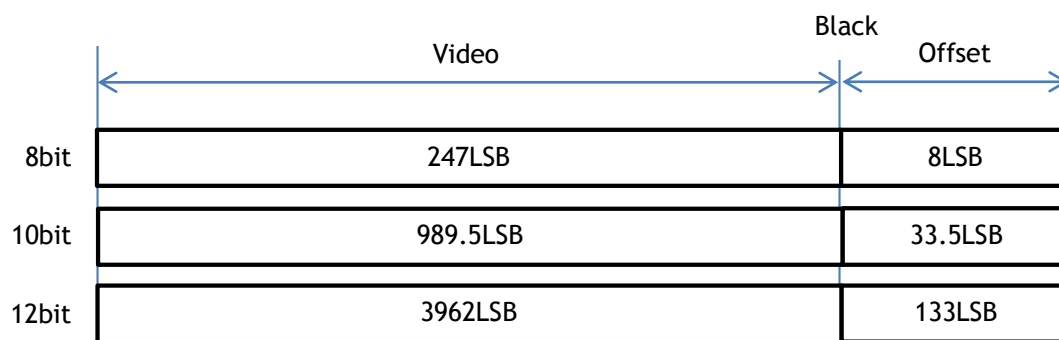 Black
Video Offset
8bit 247LSB 8LSB
10bit 989.5LSB 33.5LSB
12bit 3962LSB 133LSB